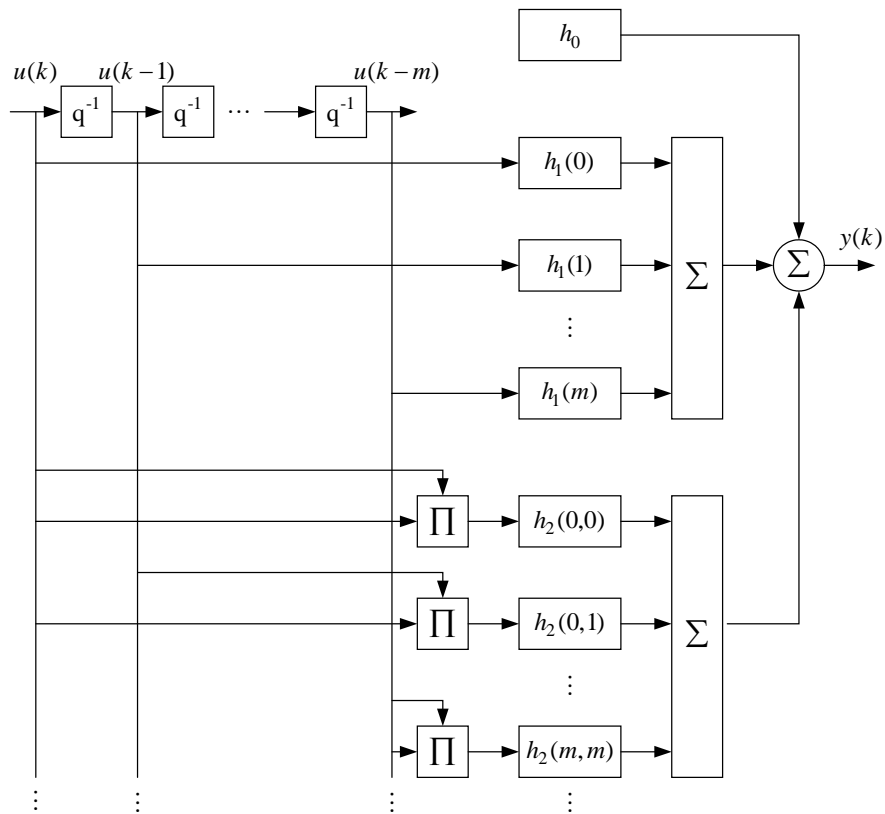 h₀
u(k) u(k−1) u(k−m)
q⁻¹ q⁻¹ ⋯ q⁻¹
h₁(0)
y(k)
h₁(1) Σ Σ
⋮
h₁(m)
∏ h₂(0,0)
∏ h₂(0,1) Σ
⋮
∏ h₂(m,m)
⋮ ⋮ ⋮ ⋮